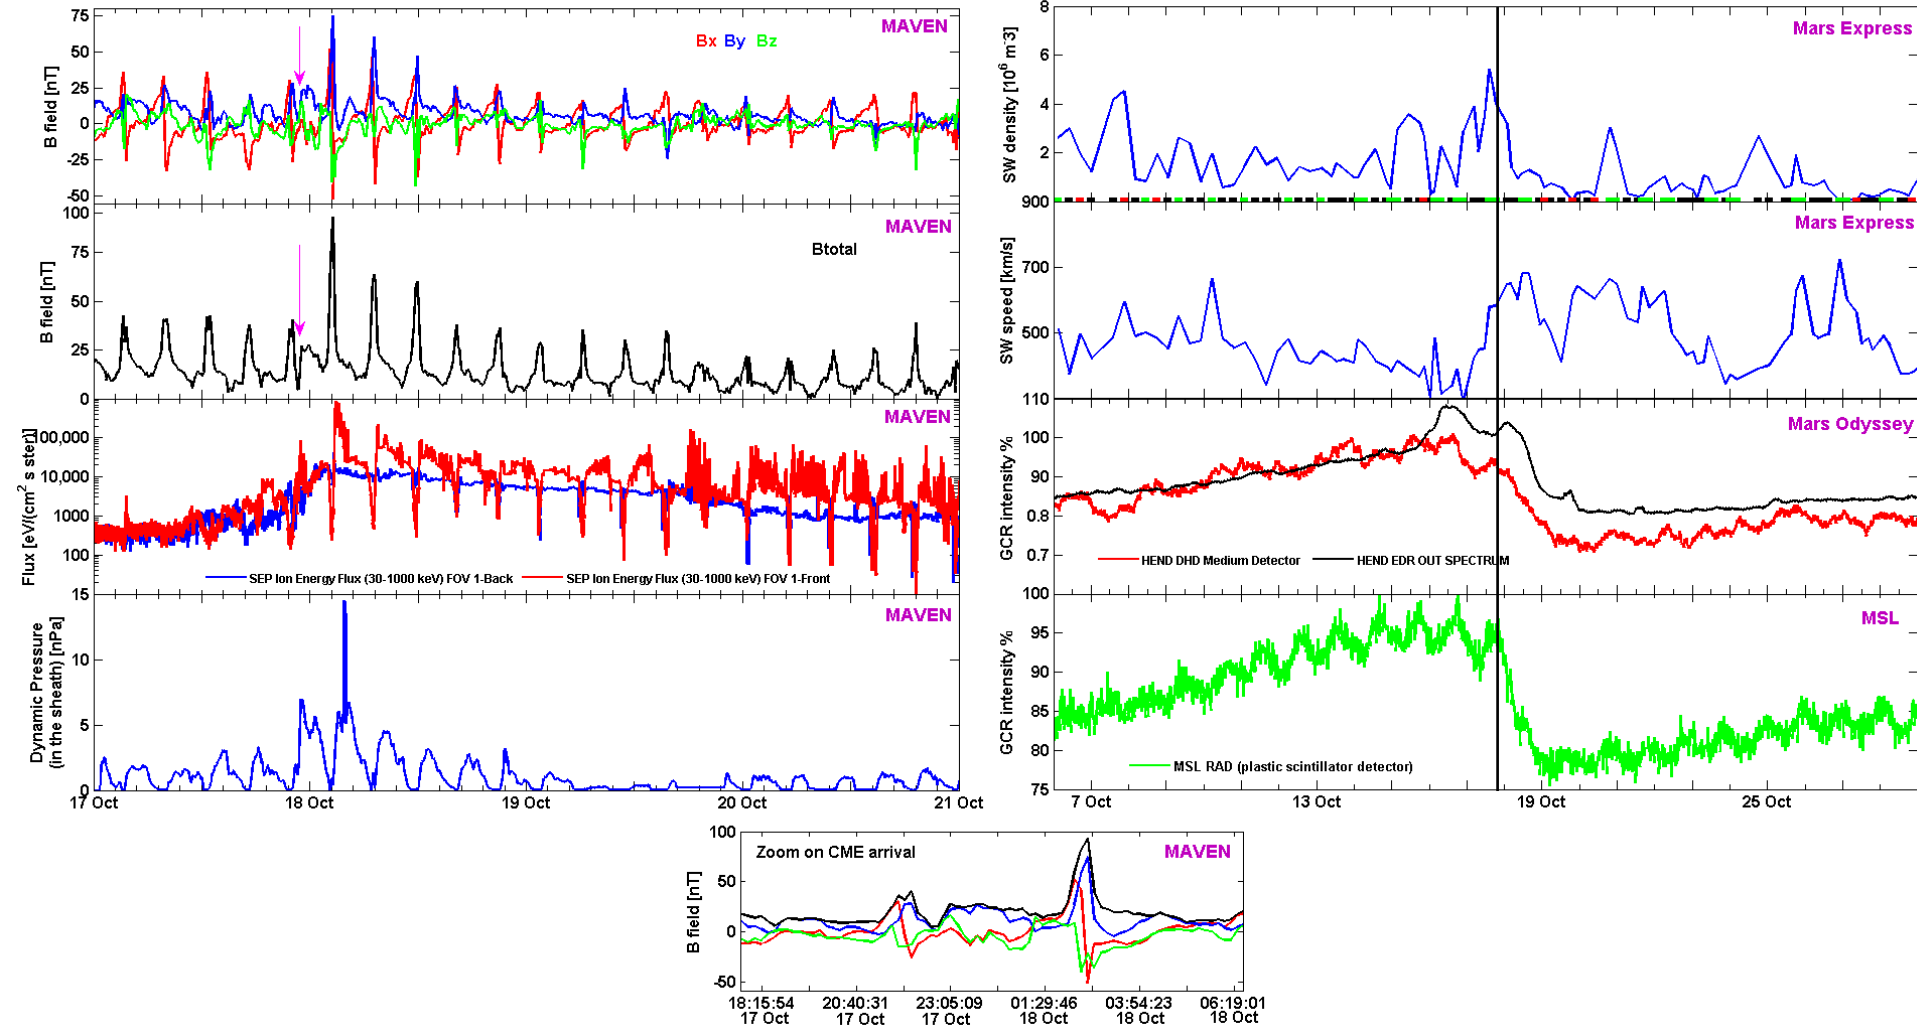 MAVEN
Bx By Bz
B field [nT]
75
50
25
0
-25
-50
MAVEN
Btotal
B field [nT]
100
75
50
25
0
MAVEN
Flux [eV/(cm2 ster)]
100,000
10,000
1000
100
SEP Ion Energy Flux (30-1000 keV) FOV 1-Back
SEP Ion Energy Flux (30-1000 keV) FOV 1-Front
MAVEN
Dynamic Pressure
(in the sheath) [nPa]
15
10
5
0
17 Oct
18 Oct
19 Oct
20 Oct
21 Oct
Mars Express
SW density [10^6 m^-3]
8
6
4
2
Mars Express
SW speed [km/s]
900
700
500
Mars Odyssey
GCR intensity %
110
100
90
0.8
0.7
HEND DHD Medium Detector
HEND EDR OUT SPECTRUM
MSL
GCR intensity %
100
95
90
85
80
75
MSL RAD (plastic scintillator detector)
7 Oct
13 Oct
19 Oct
25 Oct
Zoom on CME arrival
MAVEN
B field [nT]
100
50
0
-50
18:15:54 20:40:31 23:05:09 01:29:46 03:54:23 06:19:01
17 Oct 17 Oct 17 Oct 18 Oct 18 Oct 18 Oct